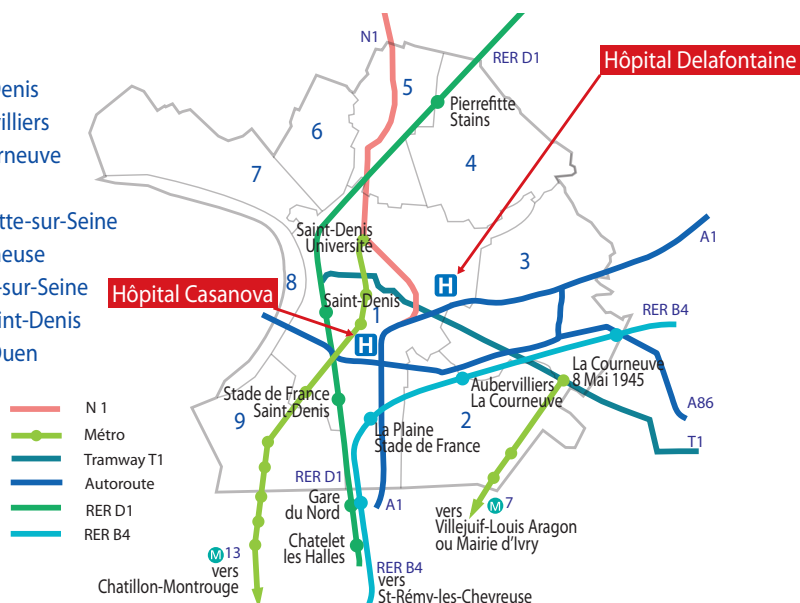 enis
illiers
rneuve
tte-sur-Seine
euse
-sur-Seine
int-Denis
Ouen
N 1
Métro
Tramway T1
Autoroute
RER D1
RER B4
N1
RER D1
Hôpital Delafontaine
5
Pierrefitte
Stains
6
4
7
Saint-Denis
Université
A1
3
8
H
Hôpital Casanova
Saint-Denis
1
RER B4
H
La Courneuve
8 Mai 1945
Stade de France
Saint-Denis
Aubervilliers
La Courneuve
A86
9
2
La Plaine
Stade de France
T1
RER D1
Gare
du Nord
A1
M 7
vers
Villejuif-Louis Aragon
ou Mairie d'Ivry
Chatelet
les Halles
M 13
vers
Chatillon-Montrouge
RER B4
vers
St-Rémy-les-Chevreuse